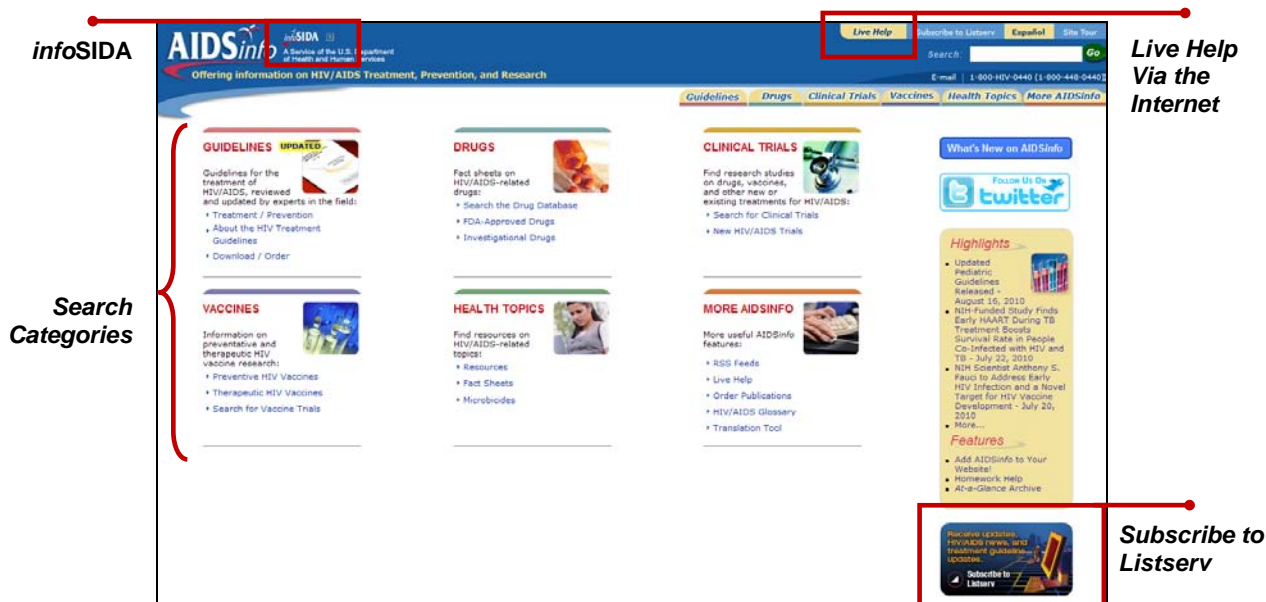 infoSIDA
Search
Categories
Live Help
Via the
Internet
Subscribe to
Listserv
AIDSinfo
infoSIDA
A Service of the U.S. Department
of Health and Human Services
Offering information on HIV/AIDS Treatment, Prevention, and Research
Live Help
Subscribe to Listserv
Español
Site Tour
Search:
Go
E-mail | 1-800-HIV-0440 (1-800-448-0440)
Guidelines
Drugs
Clinical Trials
Vaccines
Health Topics
More AIDSinfo
GUIDELINES
UPDATED
Guidelines for the
treatment of
HIV/AIDS, reviewed
and updated by experts in the field:
Treatment / Prevention
About the HIV Treatment
Guidelines
Download / Order
DRUGS
Fact sheets on
HIV/AIDS-related
drugs:
Search the Drug Database
FDA-Approved Drugs
Investigational Drugs
CLINICAL TRIALS
Find research studies
on drugs, vaccines,
and other new or
existing treatments for HIV/AIDS:
Search for Clinical Trials
New HIV/AIDS Trials
VACCINES
Information on
preventative and
therapeutic HIV
vaccine research:
Preventive HIV Vaccines
Therapeutic HIV Vaccines
Search for Vaccine Trials
HEALTH TOPICS
Find resources on
HIV/AIDS-related
topics:
Resources
Fact Sheets
Microbicides
MORE AIDSINFO
More useful AIDSinfo
features:
RSS Feeds
Live Help
Order Publications
HIV/AIDS Glossary
Translation Tool
What's New on AIDSinfo
Follow Us On
twitter
Highlights
Updated
Pediatric
Guidelines
Released -
August 16, 2010
NIH-Funded Study Finds
Early HAART During TB
Treatment Boosts
Survival Rate in People
Co-Infected with HIV and
TB - July 22, 2010
NIH Scientist Anthony S.
Fauci to Address Early
HIV Infection and a Novel
Target for HIV Vaccine
Development - July 20,
2010
More...
Features
Add AIDSinfo to Your
Website!
Homework Help
At-a-Glance Archive
Receive updates,
HIV/AIDS news, and
treatment guideline
updates.
Subscribe to
Listserv